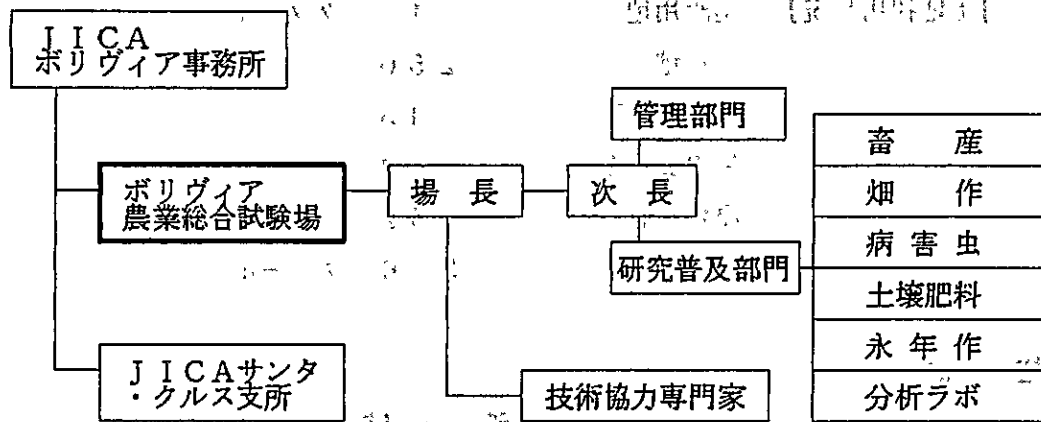 ＪＩＣＡ
ボリヴィア事務所
管理部門
畜　産
畑　作
ボリヴィア
農業総合試験場
場　長
次　長
病 害 虫
研究普及部門
土壌肥料
永 年 作
ＪＩＣＡサンタ
・クルス支所
技術協力専門家
分析ラボ